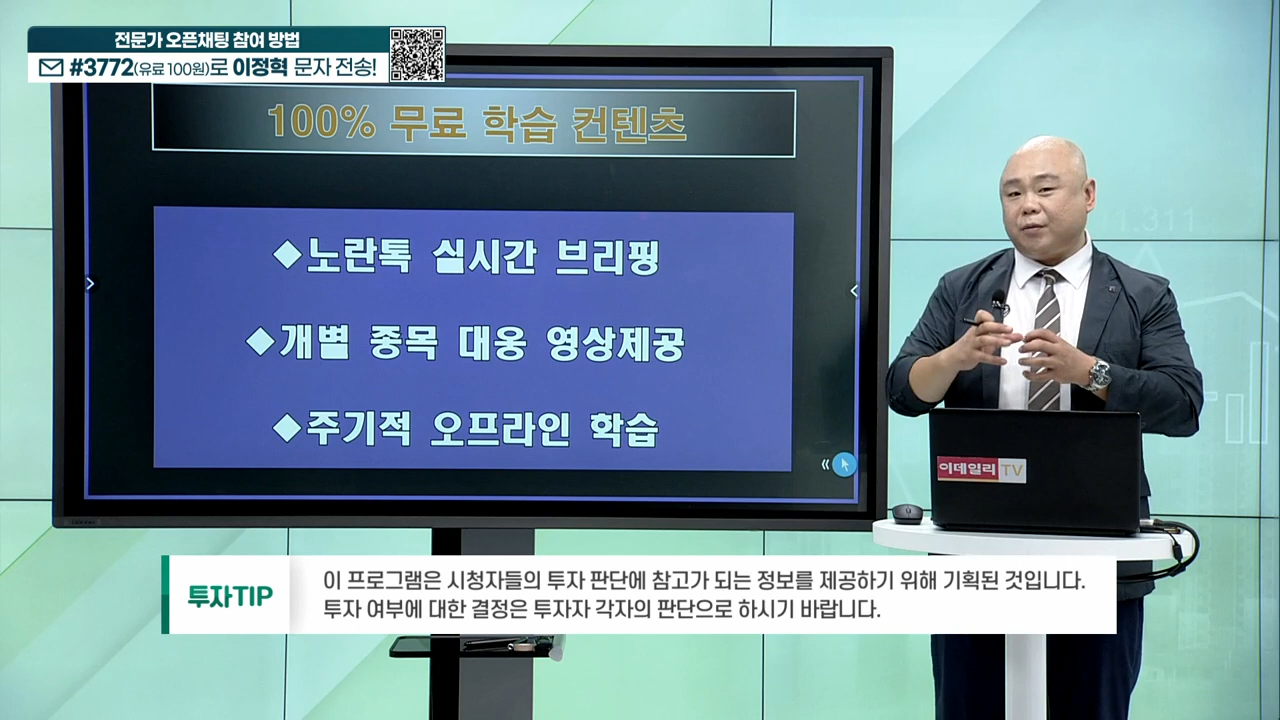 전문가 오픈채팅 참여 방법
#3772(유료 100원)로 이정혁 문자 전송!
100% 무료 학습 컨텐츠
◆노란톡 실시간 브리핑
◆개별 종목 대웅 영상제공
◆주기적 오프라인 학습
11.311
이데일리 TV
투자TIP
이 프로그램은 시청자들의 투자 판단에 참고가 되는 정보를 제공하기 위해 기획된 것입니다.
투자 여부에 대한 결정은 투자자 각자의 판단으로 하시기 바랍니다.